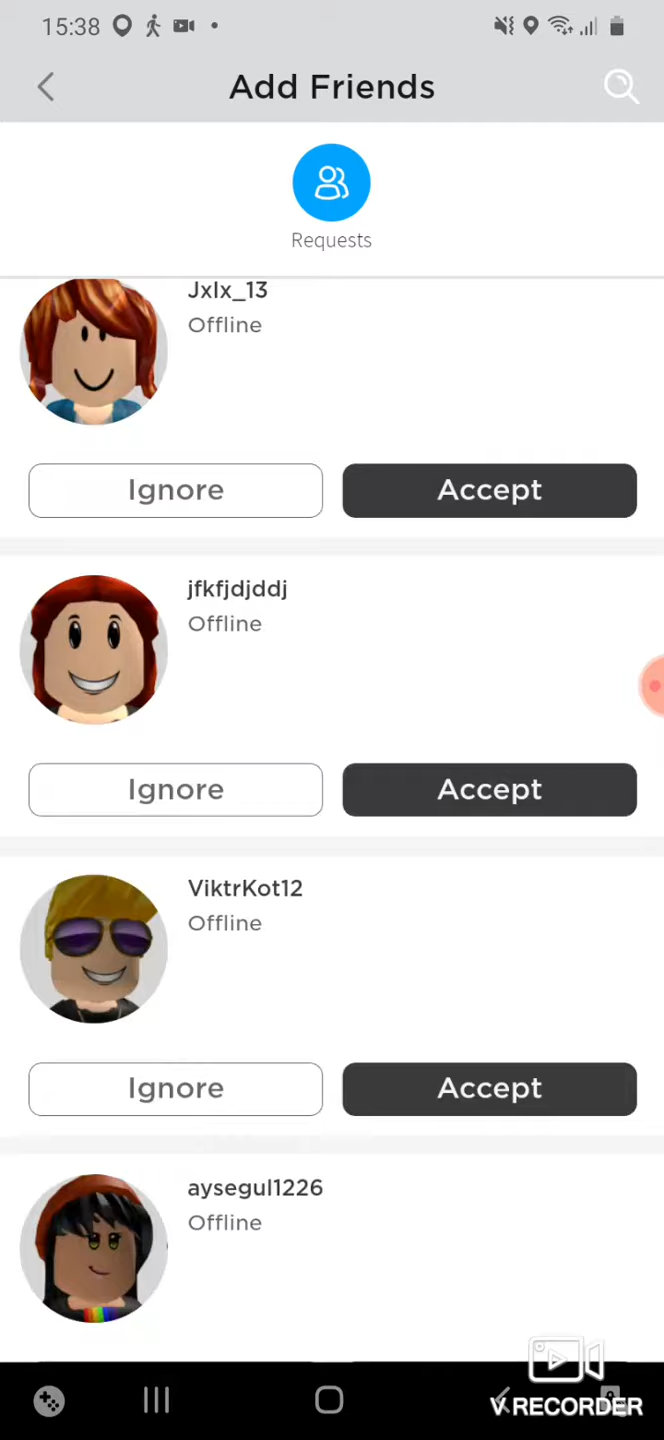 15:38
Add Friends
Requests
JxIx_13
Offline
Ignore
Accept
jfkfjdjddj
Offline
Ignore
Accept
ViktrKot12
Offline
Ignore
Accept
aysegul1226
Offline
V.RECORDER